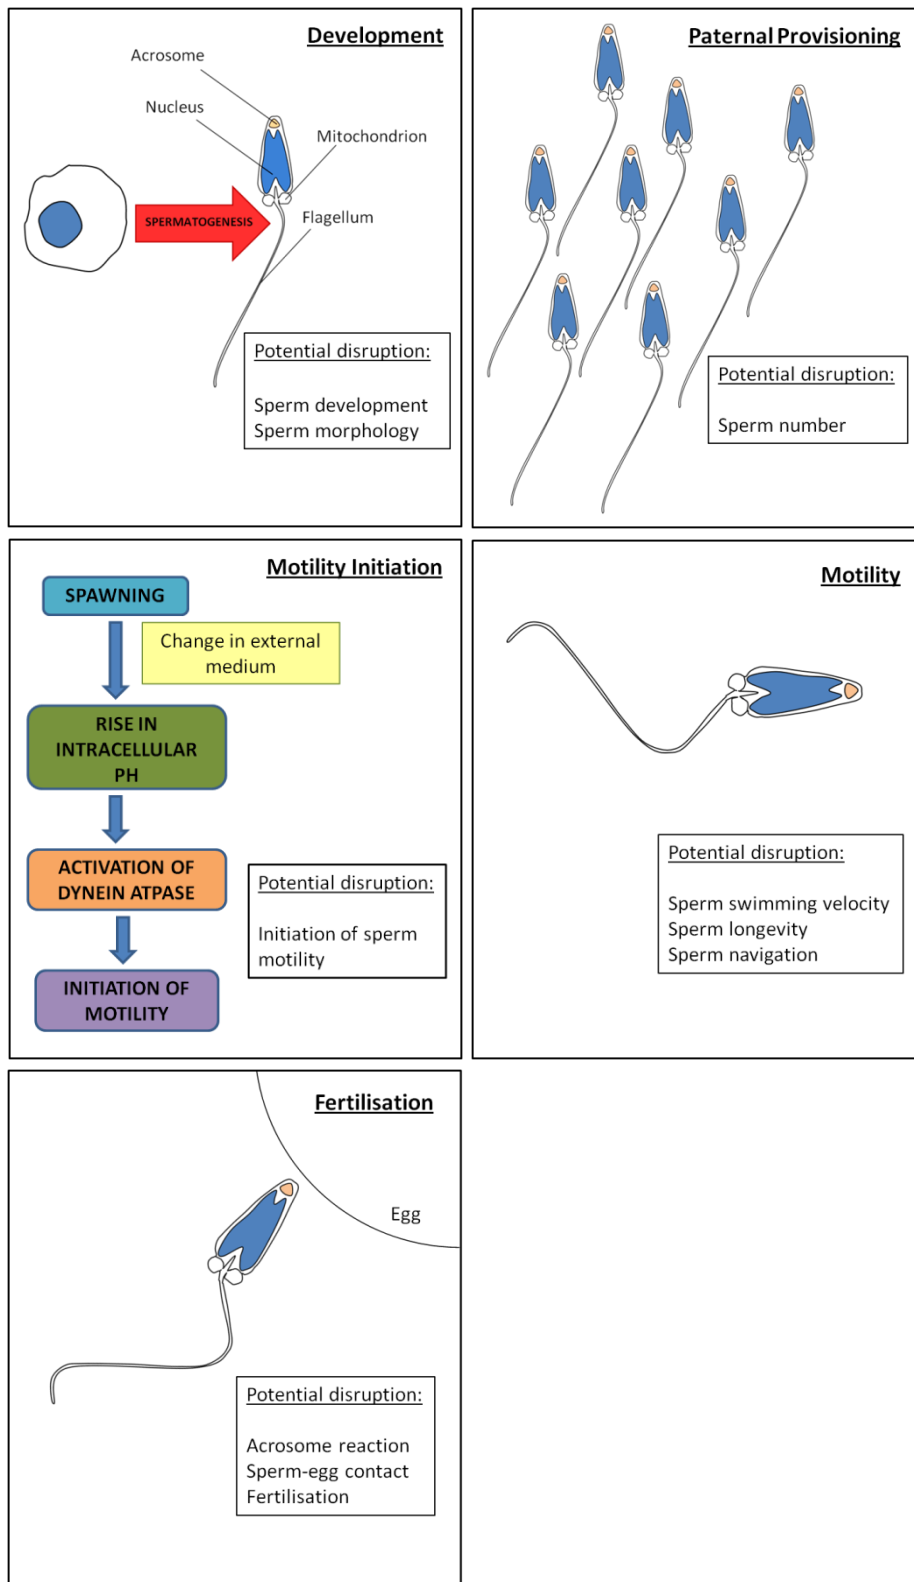 Development
Acrosome
Nucleus
Mitochondrion
SPERMATOGENESIS
Flagellum
Potential disruption:
Sperm development
Sperm morphology
Paternal Provisioning
Potential disruption:
Sperm number
Motility Initiation
SPAWNING
Change in external
medium
RISE IN
INTRACELLULAR
PH
ACTIVATION OF
DYNEIN ATPASE
INITIATION OF
MOTILITY
Potential disruption:
Initiation of sperm
motility
Motility
Potential disruption:
Sperm swimming velocity
Sperm longevity
Sperm navigation
Fertilisation
Egg
Potential disruption:
Acrosome reaction
Sperm-egg contact
Fertilisation